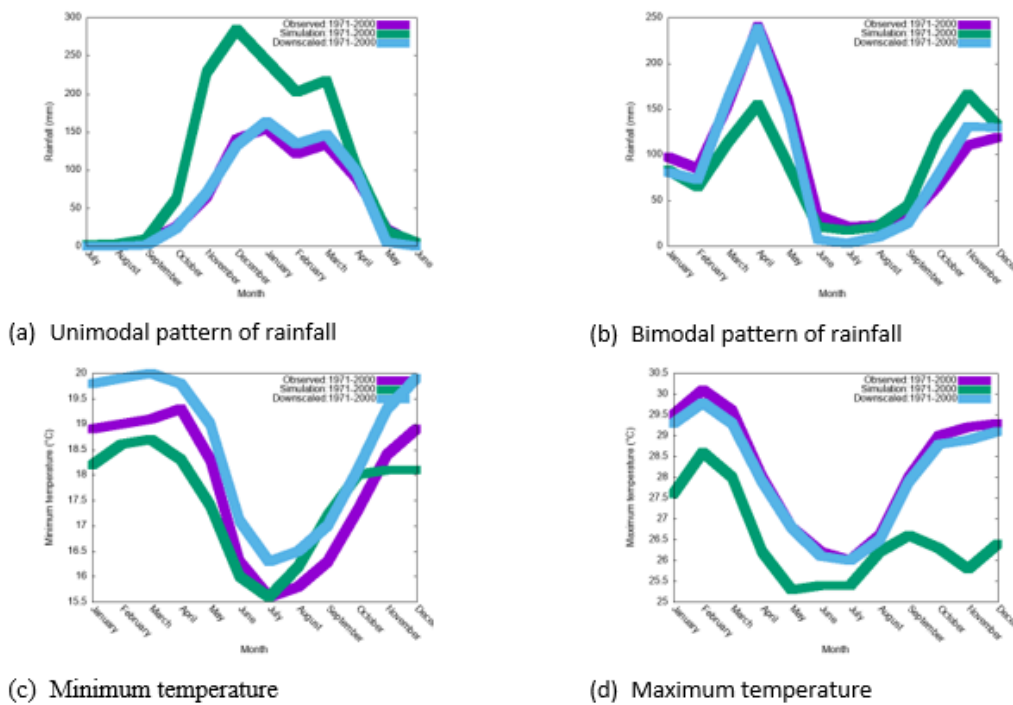 300
250
200
150
100
50
0
Rainfall (mm)
Observed:1971-2000
Simulation:1971-2000
Downscaled:1971-2000
July
August
September
October
November
December
January
February
March
April
May
June
Month
250
200
150
100
50
0
Rainfall (mm)
Observed:1971-2000
Simulation:1971-2000
Downscaled:1971-2000
January
February
March
April
May
June
July
August
September
October
November
Dece
Month
(a) Unimodal pattern of rainfall
(b) Bimodal pattern of rainfall
20
19.5
19
18.5
18
17.5
17
16.5
16
15.5
Minimum temperature (°C)
Observed:1971-2000
Simulation:1971-2000
Downscaled:1971-2000
January
February
March
April
May
June
July
August
September
October
November
Dece
Month
30.5
30
29.5
29
28.5
28
27.5
27
26.5
26
25.5
25
Maximum temperature (°C)
Observed:1971-2000
Simulation:1971-2000
Downscaled:1971-2000
January
February
March
April
May
June
July
August
September
October
November
Dece
Month
(c) Minimum temperature
(d) Maximum temperature